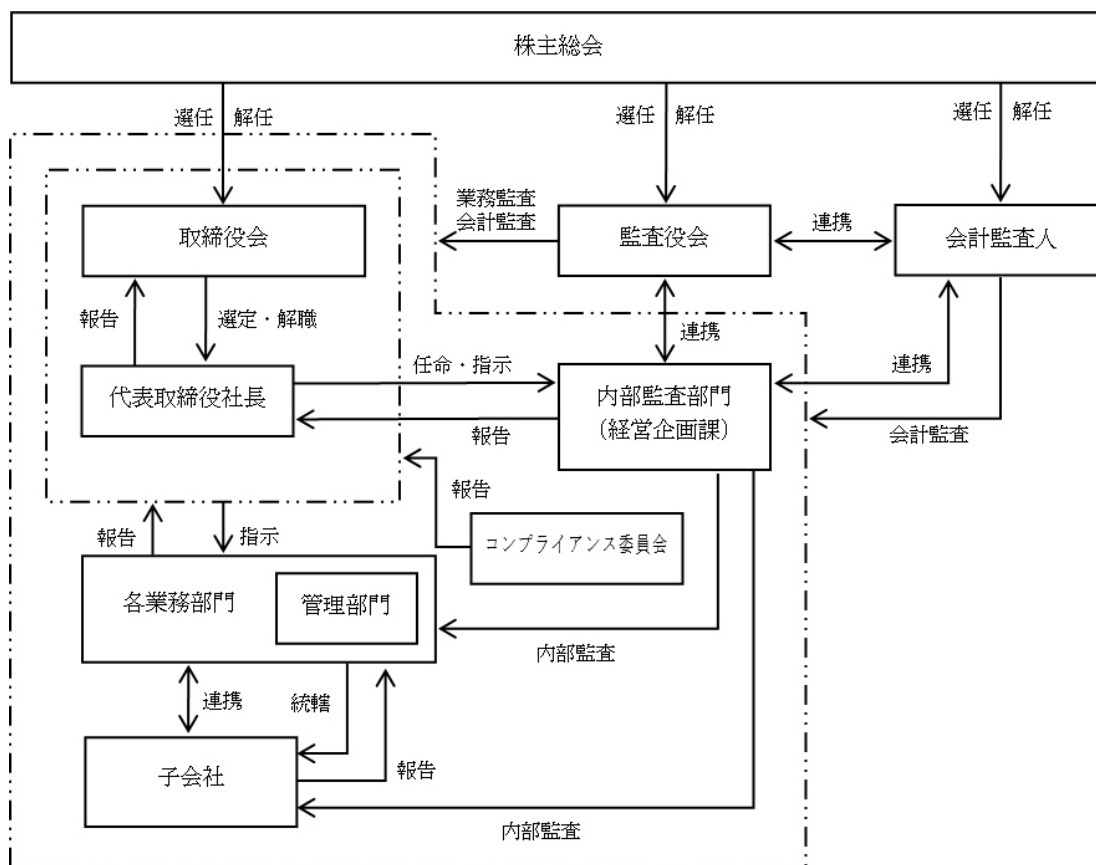 株主総会
選任 解任
選任 解任
選任 解任
取締役会
業務監査
会計監査
監査役会
連携
会計監査人
報告
選定・解職
連携
代表取締役社長
任命・指示
報告
内部監査部門
(経営企画課)
連携
会計監査
報告
コンプライアンス委員会
報告
指示
各業務部門
管理部門
内部監査
連携
統轄
報告
子会社
内部監査